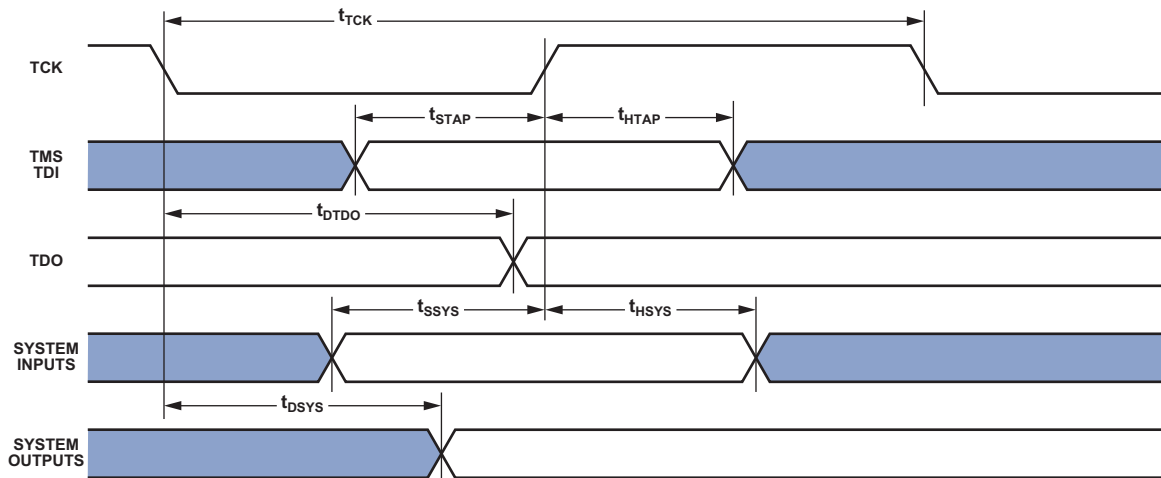 tTCK
TCK
tSTAP
tHTAP
TMS
TDI
tDTDO
TDO
tSSYS
tHSYS
SYSTEM
INPUTS
tDSYS
SYSTEM
OUTPUTS